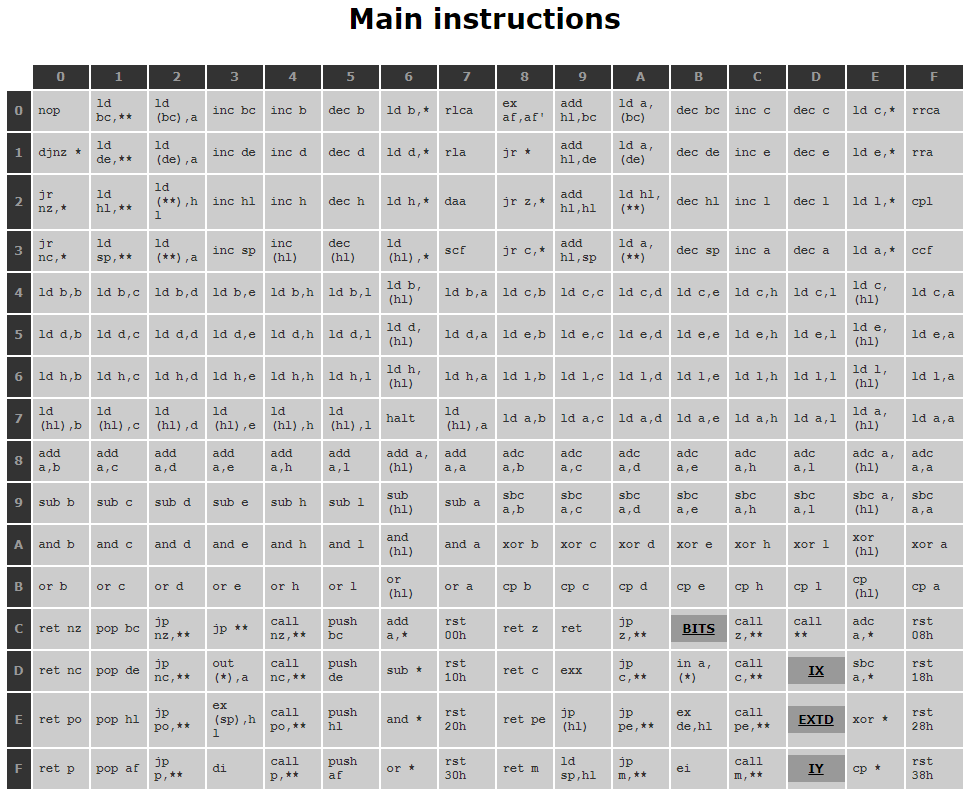 Main instructions
0 1 2 3 4 5 6 7 8 9 A B C D E F
0 nop ld bc,** ld (bc),a inc bc inc b dec b ld b,* rlca ex af,af' add hl,bc ld a,(bc) dec bc inc c dec c ld c,* rrca
1 djnz * ld de,** ld (de),a inc de inc d dec d ld d,* rla jr * add hl,de ld a,(de) dec de inc e dec e ld e,* rra
2 jr nz,* ld hl,** ld (**),hl inc hl inc h dec h ld h,* daa jr z,* add hl,hl ld hl,(**) dec hl inc l dec l ld l,* cpl
3 jr nc,* ld sp,** ld (**),a inc sp inc (hl) dec (hl) ld (hl),* scf jr c,* add hl,sp ld a,(**) dec sp inc a dec a ld a,* ccf
4 ld b,b ld b,c ld b,d ld b,e ld b,h ld b,l ld b,(hl) ld b,a ld c,b ld c,c ld c,d ld c,e ld c,h ld c,l ld c,(hl) ld c,a
5 ld d,b ld d,c ld d,d ld d,e ld d,h ld d,l ld d,(hl) ld d,a ld e,b ld e,c ld e,d ld e,e ld e,h ld e,l ld e,(hl) ld e,a
6 ld h,b ld h,c ld h,d ld h,e ld h,h ld h,l ld h,(hl) ld h,a ld l,b ld l,c ld l,d ld l,e ld l,h ld l,l ld l,(hl) ld l,a
7 ld (hl),b ld (hl),c ld (hl),d ld (hl),e ld (hl),h ld (hl),l halt ld (hl),a ld a,b ld a,c ld a,d ld a,e ld a,h ld a,l ld a,(hl) ld a,a
8 add a,b add a,c add a,d add a,e add a,h add a,l add a,(hl) add a,a adc a,b adc a,c adc a,d adc a,e adc a,h adc a,l adc a,(hl) adc a,a
9 sub b sub c sub d sub e sub h sub l sub (hl) sub a sbc a,b sbc a,c sbc a,d sbc a,e sbc a,h sbc a,l sbc a,(hl) sbc a,a
A and b and c and d and e and h and l and (hl) and a xor b xor c xor d xor e xor h xor l xor (hl) xor a
B or b or c or d or e or h or l or (hl) or a cp b cp c cp d cp e cp h cp l cp (hl) cp a
C ret nz pop bc jp nz,** jp ** call nz,** push bc add a,* rst 00h ret z ret jp z,** BITS call z,** call ** adc a,* rst 08h
D ret nc pop de jp nc,** out (*),a call nc,** push de sub * rst 10h ret c exx jp c,** in a,(*) call c,** IX sbc a,* rst 18h
E ret po pop hl jp po,** ex (sp),hl call po,** push hl and * rst 20h ret pe jp (hl) jp pe,** ex de,hl call pe,** EXTD xor * rst 28h
F ret p pop af jp p,** di call p,** push af or * rst 30h ret m ld sp,hl jp m,** ei call m,** IY cp * rst 38h